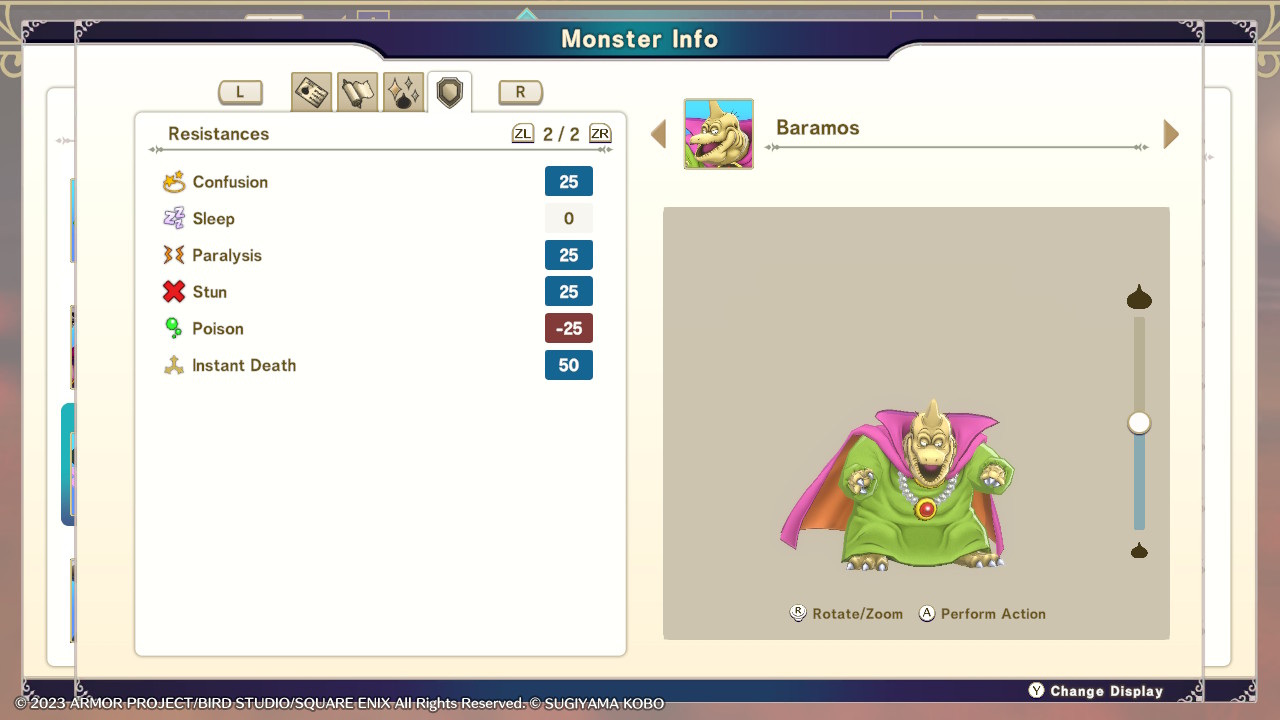 Monster Info
L
R
Resistances
ZL 2 / 2 ZR
Confusion 25
Sleep 0
Paralysis 25
Stun 25
Poison -25
Instant Death 50
Baramos
R Rotate/Zoom A Perform Action
Y Change Display
© 2023 ARMOR PROJECT/BIRD STUDIO/SQUARE ENIX All Rights Reserved. © SUGIYAMA KOBO